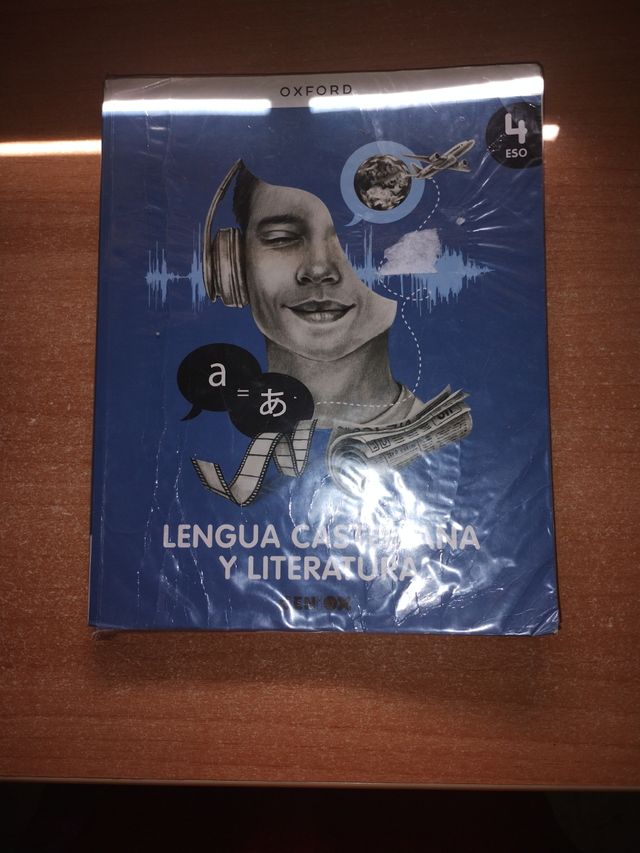 OXFORD
4
ESO
a
=
あ
LENGUA CASTELLANA
Y LITERATURA